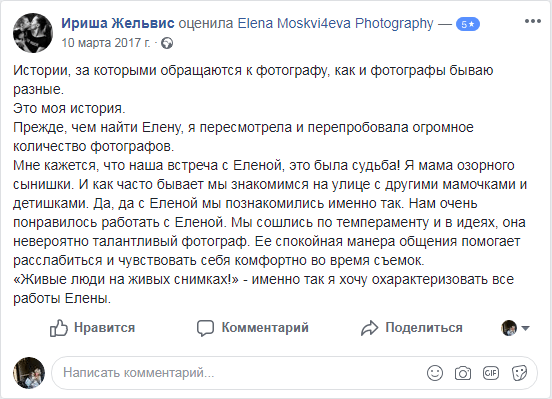 Ириша Жельвис оценила Elena Moskvi4eva Photography — 5★
10 марта 2017 г. ·
Истории, за которыми обращаются к фотографу, как и фотографы бываю
разные.
Это моя история.
Прежде, чем найти Елену, я пересмотрела и перепробовала огромное
количество фотографов.
Мне кажется, что наша встреча с Еленой, это была судьба! Я мама озорного
сынишки. И как часто бывает мы знакомимся на улице с другими мамочками и
детишками. Да, да с Еленой мы познакомились именно так. Нам очень
понравилось работать с Еленой. Мы сошлись по темпераменту и в идеях, она
невероятно талантливый фотограф. Ее спокойная манера общения помогает
расслабиться и чувствовать себя комфортно во время съемок.
«Живые люди на живых снимках!» - именно так я хочу охарактеризовать все
работы Елены.
Нравится Комментарий Поделиться
Написать комментарий... GIF